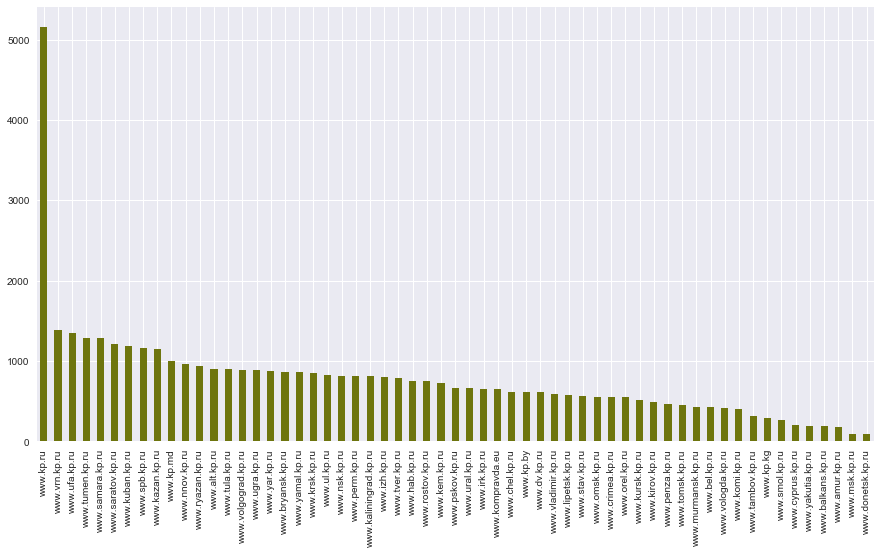 5000
4000
3000
2000
1000
0
www.kp.ru
www.vrn.kp.ru
www.ufa.kp.ru
www.tumen.kp.ru
www.samara.kp.ru
www.saratov.kp.ru
www.kuban.kp.ru
www.spb.kp.ru
www.kazan.kp.ru
www.kp.md
www.nnov.kp.ru
www.ryazan.kp.ru
www.alt.kp.ru
www.tula.kp.ru
www.volgograd.kp.ru
www.ugra.kp.ru
www.yar.kp.ru
www.bryansk.kp.ru
www.yamal.kp.ru
www.krsk.kp.ru
www.ul.kp.ru
www.nsk.kp.ru
www.perm.kp.ru
www.kaliningrad.kp.ru
www.izh.kp.ru
www.tver.kp.ru
www.hab.kp.ru
www.rostov.kp.ru
www.kem.kp.ru
www.pskov.kp.ru
www.ural.kp.ru
www.irk.kp.ru
www.kompravda.eu
www.chel.kp.ru
www.kp.by
www.dv.kp.ru
www.vladimir.kp.ru
www.lipetsk.kp.ru
www.stav.kp.ru
www.omsk.kp.ru
www.crimea.kp.ru
www.orel.kp.ru
www.kursk.kp.ru
www.kirov.kp.ru
www.penza.kp.ru
www.tomsk.kp.ru
www.murmansk.kp.ru
www.bel.kp.ru
www.vologda.kp.ru
www.komi.kp.ru
www.tambov.kp.ru
www.kp.kg
www.smol.kp.ru
www.cyprus.kp.ru
www.yakutia.kp.ru
www.balkans.kp.ru
www.amur.kp.ru
www.msk.kp.ru
www.donetsk.kp.ru